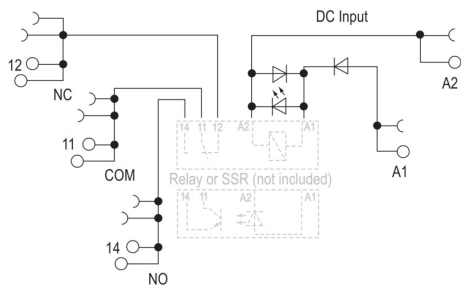 DC Input
12
NC
A2
11
COM
14 11 12 A2 A1
A1
Relay or SSR (not included)
14 11 A2 A1
14
NO